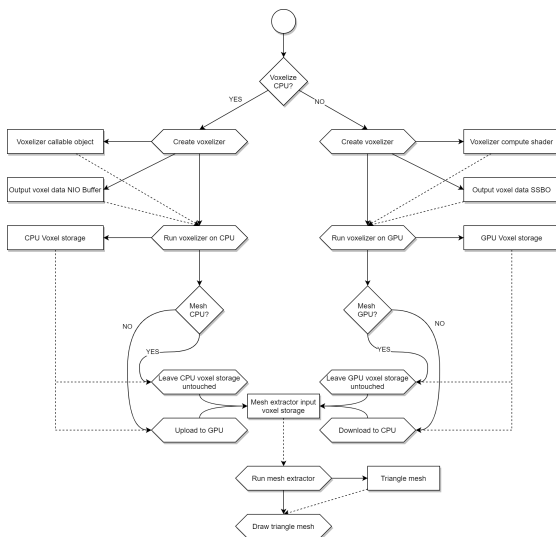 Voxelize
CPU?
YES
NO
Voxelizer callable object
Create voxelizer
Create voxelizer
Voxelizer compute shader
Output voxel data NIO Buffer
Output voxel data SSBO
CPU Voxel storage
Run voxelizer on CPU
Run voxelizer on GPU
GPU Voxel storage
Mesh
CPU?
Mesh
GPU?
NO
NO
YES
YES
Leave CPU voxel storage
untouched
Leave GPU voxel storage
untouched
Mesh extractor input
voxel storage
Upload to GPU
Download to CPU
Run mesh extractor
Triangle mesh
Draw triangle mesh